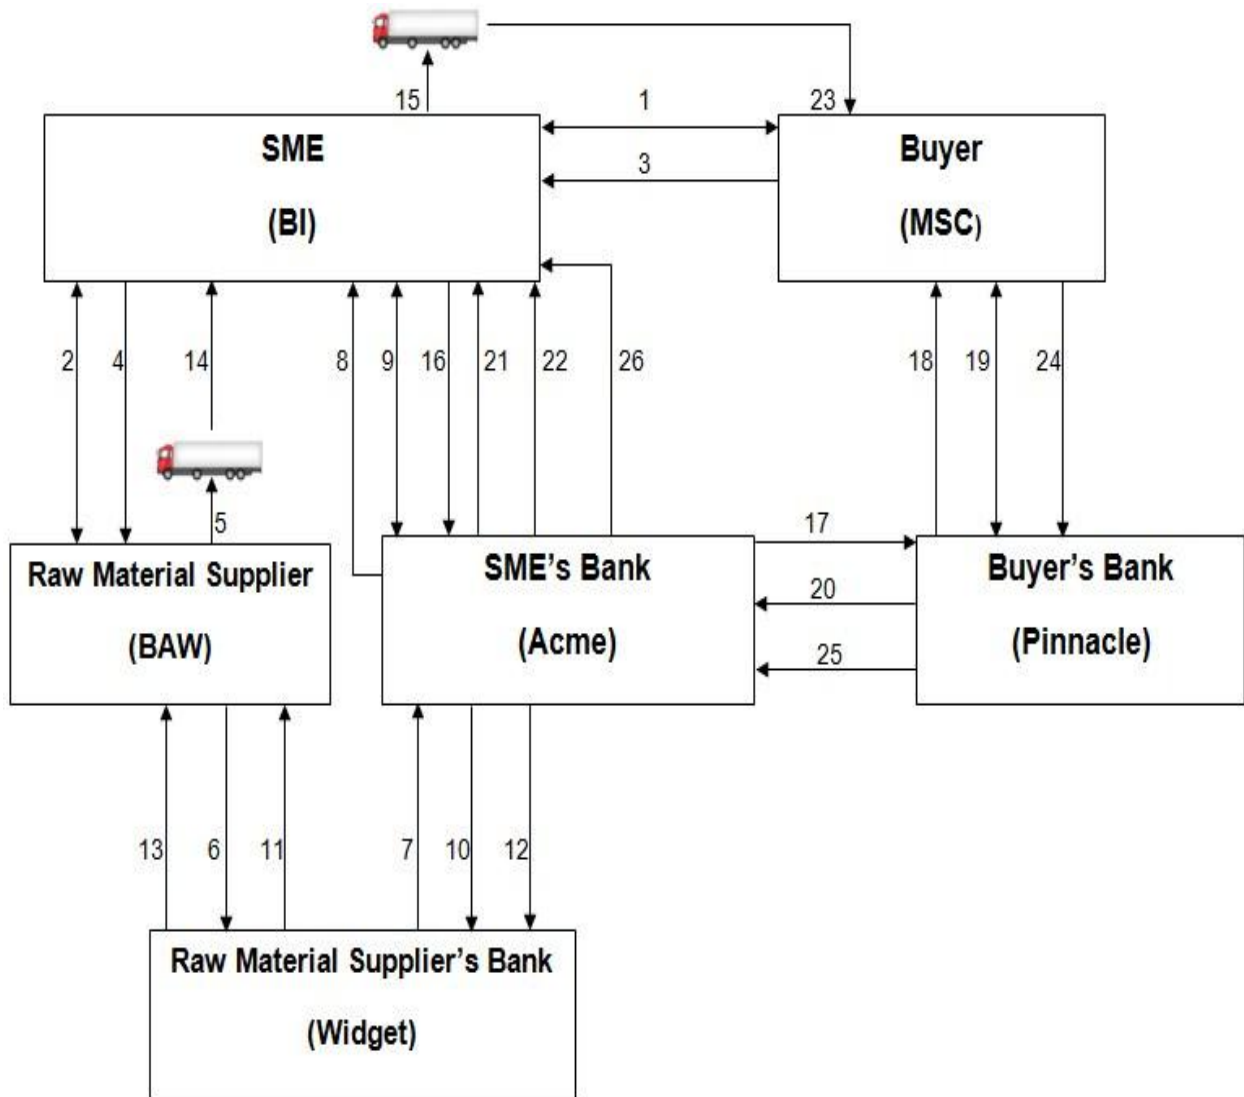 15
1
23
SME
(BI)
3
Buyer
(MSC)
2
4
14
8
9
16
21
22
26
18
19
24
5
17
Raw Material Supplier
(BAW)
SME's Bank
(Acme)
20
25
Buyer's Bank
(Pinnacle)
13
6
11
7
10
12
Raw Material Supplier's Bank
(Widget)